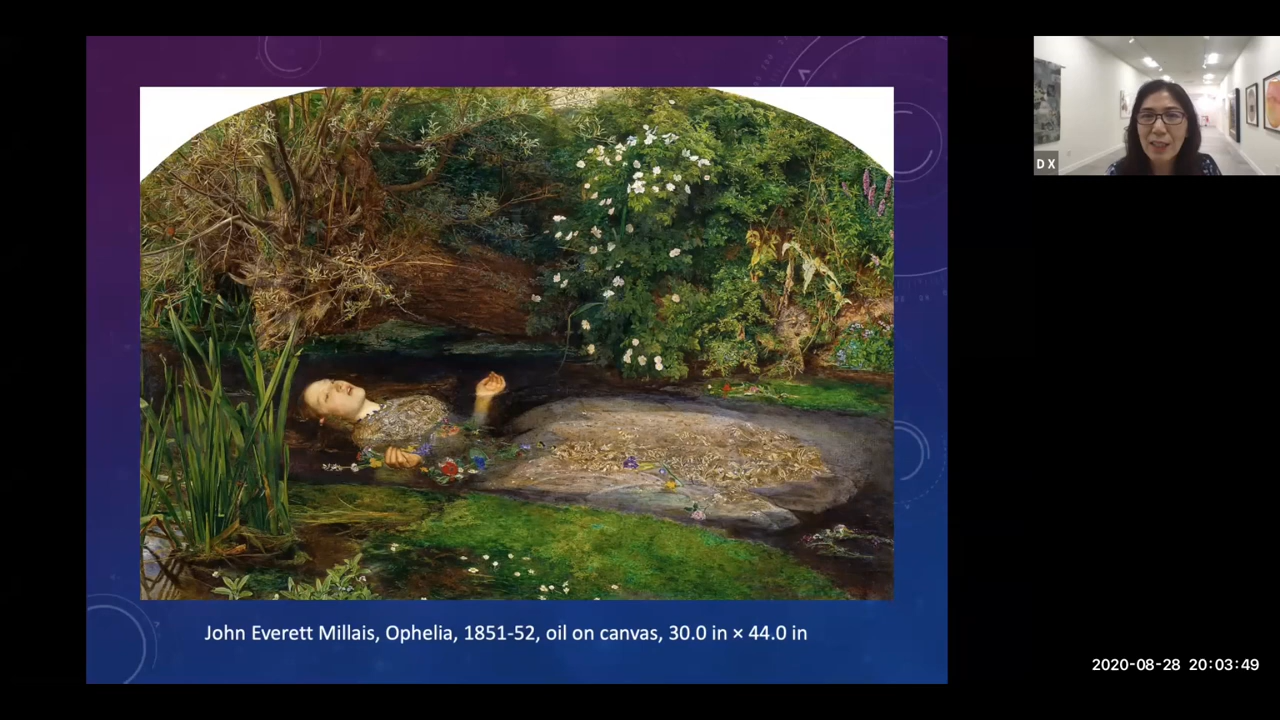 D X
John Everett Millais, Ophelia, 1851-52, oil on canvas, 30.0 in × 44.0 in
2020-08-28 20:03:49